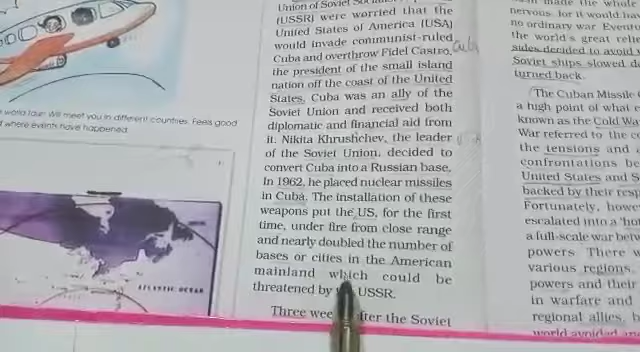 world tour. We will meet you in different countries. Feels good
where events have happened.
ATLANTIC OCEAN
Union of Soviet
(USSR) were worried that the
United States of America (USA)
would invade communist-ruled
Cuba and overthrow Fidel Castro,
the president of the small island
nation off the coast of the United
States. Cuba was an ally of the
Soviet Union and received both
diplomatic and financial aid from
it. Nikita Khrushchev, the leader
of the Soviet Union, decided to
convert Cuba into a Russian base.
In 1962, he placed nuclear missiles
in Cuba. The installation of these
weapons put the US, for the first
time, under fire from close range
and nearly doubled the number of
bases or cities in the American
mainland which could be
threatened by USSR.
Three after the Soviet
made the whole
nervous, for it would
no ordinary war.
the world's great
sides decided to avoid
Soviet ships slowed
turned back.
The Cuban Missile
a high point of what
known as the Cold
War referred to the
the tensions and
confrontations
United States and
backed by their
Fortunately,
escalated into a
a full-scale war
powers. There
various regions.
powers and their
in warfare and
regional allies.
world avoided